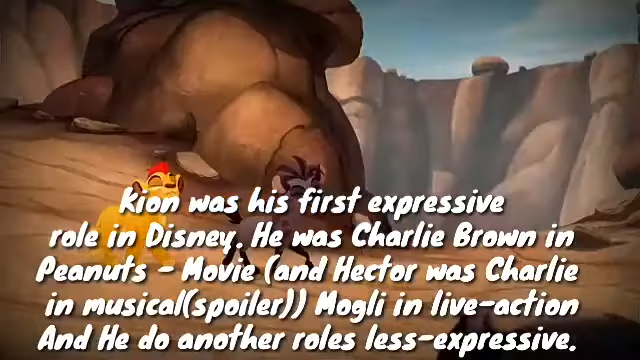 Kion was his first expressive
role in Disney. He was Charlie Brown in
Peanuts - Movie (and Hector was Charlie
in musical(spoiler)) Mogli in live-action
And He do another roles less-expressive.